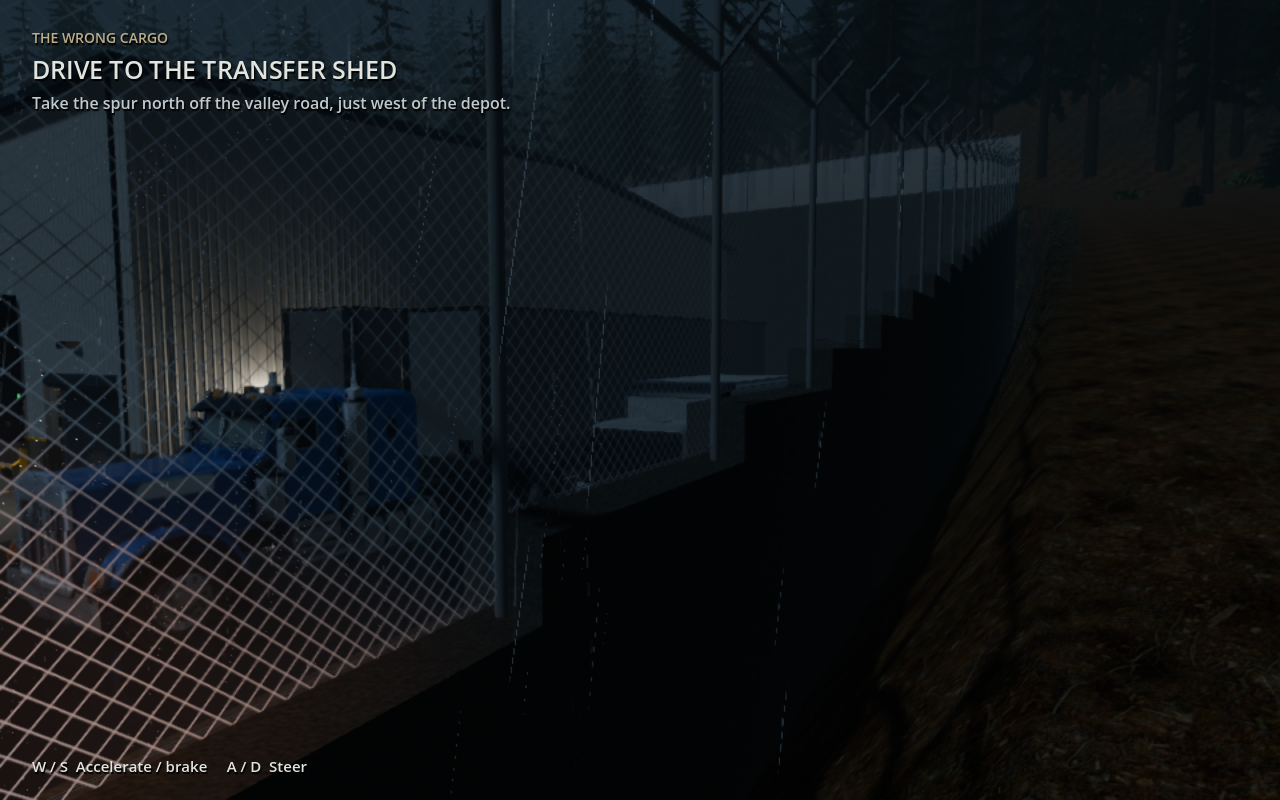 THE WRONG CARGO
DRIVE TO THE TRANSFER SHED
Take the spur north off the valley road, just west of the depot.
W / S Accelerate / brake A / D Steer